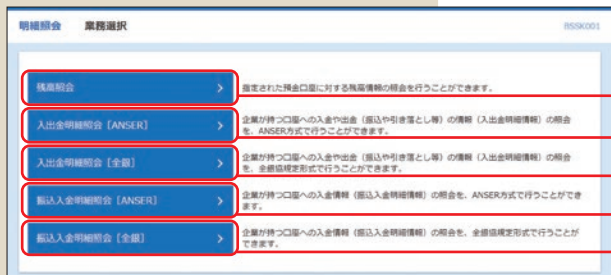 明細照会 業務選択 BSSK001
残高照会 > 指定された預金口座に対する残高情報の照会を行うことができます。
入出金明細照会［ANSER］ > 企業が持つ口座への入金や出金（振込や引き落とし等）の情報（入出金明細情報）の照会
を、ANSER方式で行うことができます。
入出金明細照会［全銀］ > 企業が持つ口座への入金や出金（振込や引き落とし等）の情報（入出金明細情報）の照会
を、全銀協規定形式で行うことができます。
振込入金明細照会［ANSER］ > 企業が持つ口座への入金情報（振込入金明細情報）の照会を、ANSER方式で行うことができ
ます。
振込入金明細照会［全銀］ > 企業が持つ口座への入金情報（振込入金明細情報）の照会を、全銀協規定形式で行うことが
できます。